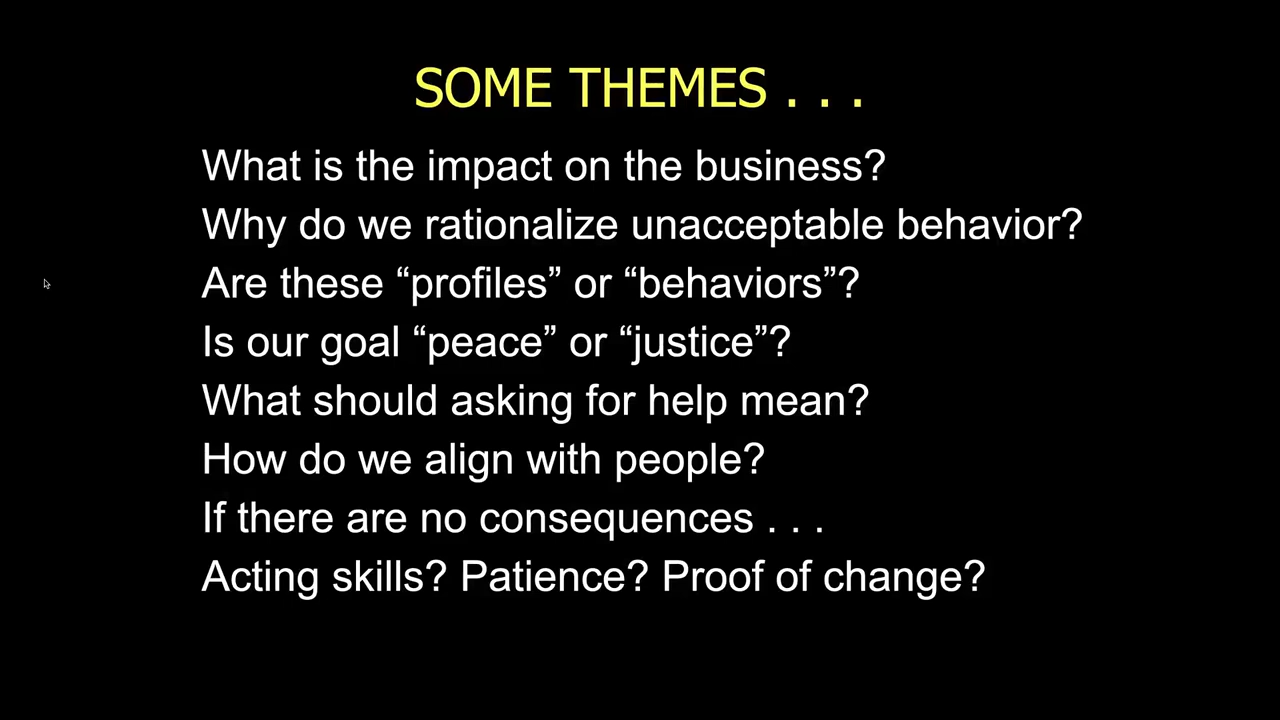 SOME THEMES . . .
What is the impact on the business?
Why do we rationalize unacceptable behavior?
Are these “profiles” or “behaviors”?
Is our goal “peace” or “justice”?
What should asking for help mean?
How do we align with people?
If there are no consequences . . .
Acting skills? Patience? Proof of change?